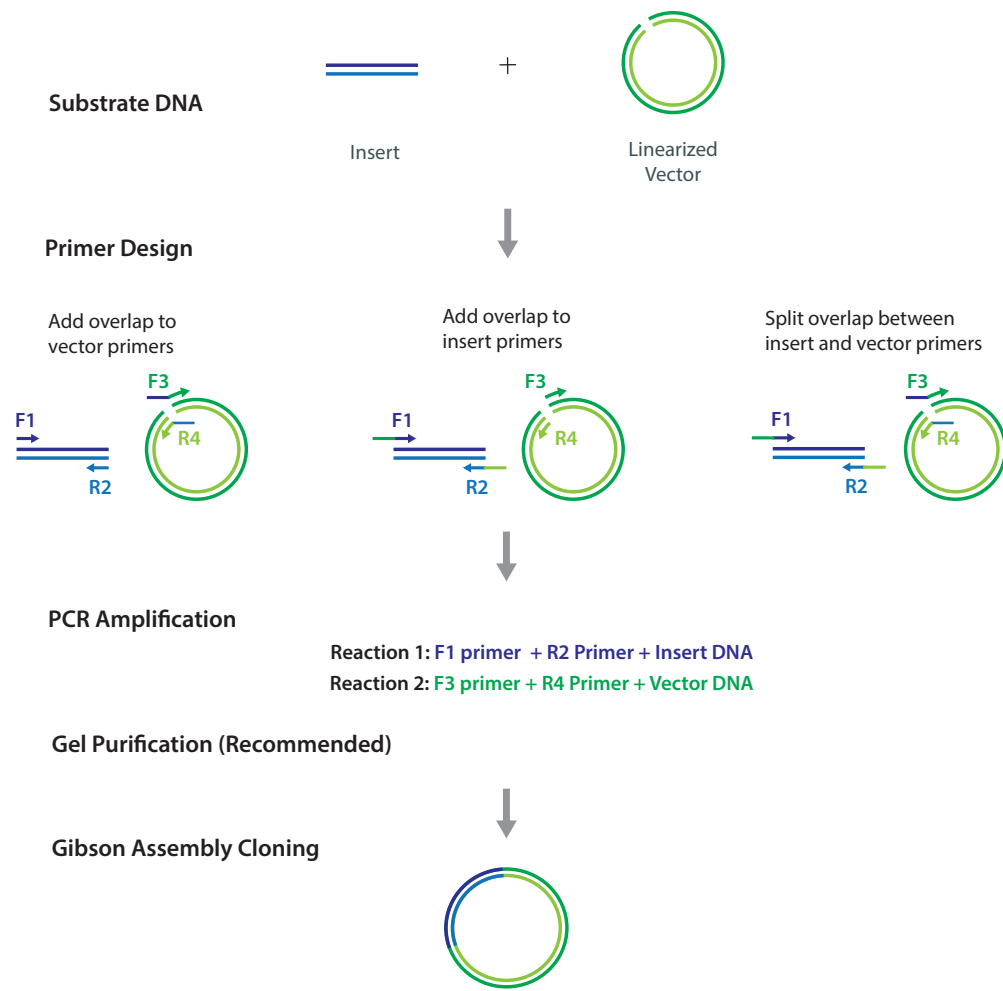 Substrate DNA
+
Insert
Linearized
Vector
Primer Design
Add overlap to
vector primers
F1
R2
F3
R4
Add overlap to
insert primers
F1
R2
F3
R4
Split overlap between
insert and vector primers
F1
R2
F3
R4
PCR Amplification
Reaction 1: F1 primer + R2 Primer + Insert DNA
Reaction 2: F3 primer + R4 Primer + Vector DNA
Gel Purification (Recommended)
Gibson Assembly Cloning